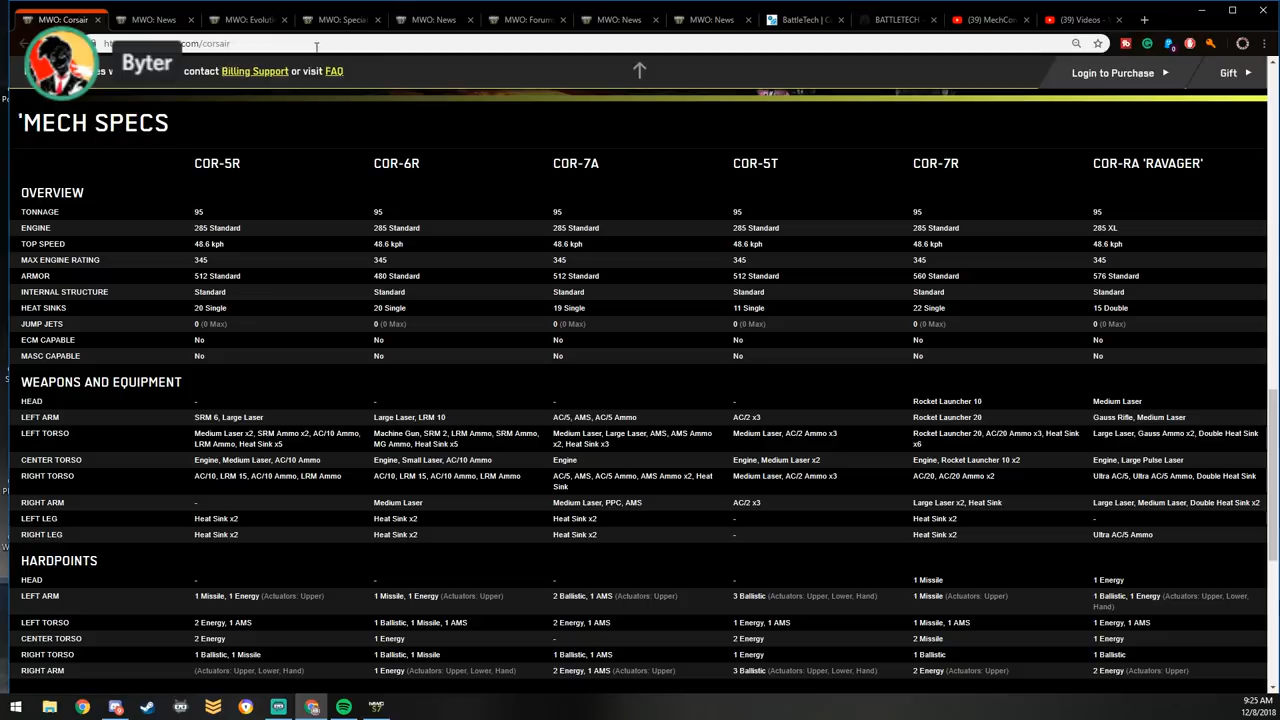 MWO: Corsair
MWO: News
MWO: Evoluti
MWO: Special
MWO: News
MWO: Forum
MWO: News
MWO: News
BattleTech | C
BATTLETECH -
(39) MechCon
(39) Videos -
com/corsair
Byter
contact Billing Support or visit FAQ
Login to Purchase
Gift
'MECH SPECS
COR-5R COR-6R COR-7A COR-5T COR-7R COR-RA 'RAVAGER'
OVERVIEW
TONNAGE 95 95 95 95 95 95
ENGINE 285 Standard 285 Standard 285 Standard 285 Standard 285 Standard 285 XL
TOP SPEED 48.6 kph 48.6 kph 48.6 kph 48.6 kph 48.6 kph 48.6 kph
MAX ENGINE RATING 345 345 345 345 345 345
ARMOR 512 Standard 480 Standard 512 Standard 512 Standard 560 Standard 576 Standard
INTERNAL STRUCTURE Standard Standard Standard Standard Standard Standard
HEAT SINKS 20 Single 20 Single 19 Single 11 Single 22 Single 15 Double
JUMP JETS 0 (0 Max) 0 (0 Max) 0 (0 Max) 0 (0 Max) 0 (0 Max) 0 (0 Max)
ECM CAPABLE No No No No No No
MASC CAPABLE No No No No No No
WEAPONS AND EQUIPMENT
HEAD - - - - Rocket Launcher 10 Medium Laser
LEFT ARM SRM 6, Large Laser Large Laser, LRM 10 AC/5, AMS, AC/5 Ammo AC/2 x3 Rocket Launcher 20 Gauss Rifle, Medium Laser
LEFT TORSO Medium Laser x2, SRM Ammo x2, AC/10 Ammo, Machine Gun, SRM 2, LRM Ammo, SRM Ammo, Medium Laser, Large Laser, AMS, AMS Ammo Medium Laser, AC/2 Ammo x3 Rocket Launcher 20, AC/20 Ammo x3, Heat Sink Large Laser, Gauss Ammo x2, Double Heat Sink
LRM Ammo, Heat Sink x5 MG Ammo, Heat Sink x5 x2, Heat Sink x3 x6
CENTER TORSO Engine, Medium Laser, AC/10 Ammo Engine, Small Laser, AC/10 Ammo Engine Engine, Medium Laser x2 Engine, Rocket Launcher 10 x2 Engine, Large Pulse Laser
RIGHT TORSO AC/10, LRM 15, AC/10 Ammo, LRM Ammo AC/10, LRM 15, AC/10 Ammo, LRM Ammo AC/5, AMS, AC/5 Ammo, AMS Ammo x2, Heat Medium Laser, AC/2 Ammo x3 AC/20, AC/20 Ammo x2 Ultra AC/5, Ultra AC/5 Ammo, Double Heat Sink
Sink
RIGHT ARM - Medium Laser Medium Laser, PPC, AMS AC/2 x3 Large Laser x2, Heat Sink Large Laser, Medium Laser, Double Heat Sink x2
LEFT LEG Heat Sink x2 Heat Sink x2 Heat Sink x2 - Heat Sink x2 -
RIGHT LEG Heat Sink x2 Heat Sink x2 Heat Sink x2 - Heat Sink x2 Ultra AC/5 Ammo
HARDPOINTS
HEAD - - - - 1 Missile 1 Energy
LEFT ARM 1 Missile, 1 Energy (Actuators: Upper) 1 Missile, 1 Energy (Actuators: Upper) 2 Ballistic, 1 AMS (Actuators: Upper) 3 Ballistic (Actuators: Upper, Lower, Hand) 1 Missile (Actuators: Upper) 1 Ballistic, 1 Energy (Actuators: Upper, Lower,
Hand)
LEFT TORSO 2 Energy, 1 AMS 1 Ballistic, 1 Missile, 1 AMS 2 Energy, 1 AMS 1 Energy, 1 AMS 1 Missile, 1 AMS 1 Energy, 1 AMS
CENTER TORSO 2 Energy 1 Energy - 2 Energy 2 Missile 1 Energy
RIGHT TORSO 1 Ballistic, 1 Missile 1 Ballistic, 1 Missile 1 Ballistic, 1 AMS 1 Energy 1 Ballistic 1 Ballistic
RIGHT ARM (Actuators: Upper, Lower, Hand) 1 Energy (Actuators: Upper, Lower, Hand) 2 Energy, 1 AMS (Actuators: Upper) 3 Ballistic (Actuators: Upper, Lower, Hand) 2 Energy (Actuators: Upper) 2 Energy (Actuators: Upper)
9:25 AM
12/8/2018